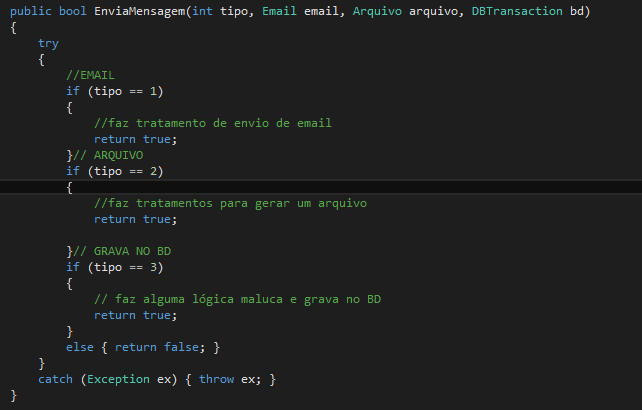 public bool EnviaMensagem(int tipo, Email email, Arquivo arquivo, DBTransaction bd)
{
    try
    {
        //EMAIL
        if (tipo == 1)
        {
            //faz tratamento de envio de email
            return true;
        }// ARQUIVO
        if (tipo == 2)
        {
            //faz tratamentos para gerar um arquivo
            return true;

        }// GRAVA NO BD
        if (tipo == 3)
        {
            // faz alguma lógica maluca e grava no BD
            return true;
        }
        else { return false; }
    }
    catch (Exception ex) { throw ex; }
}